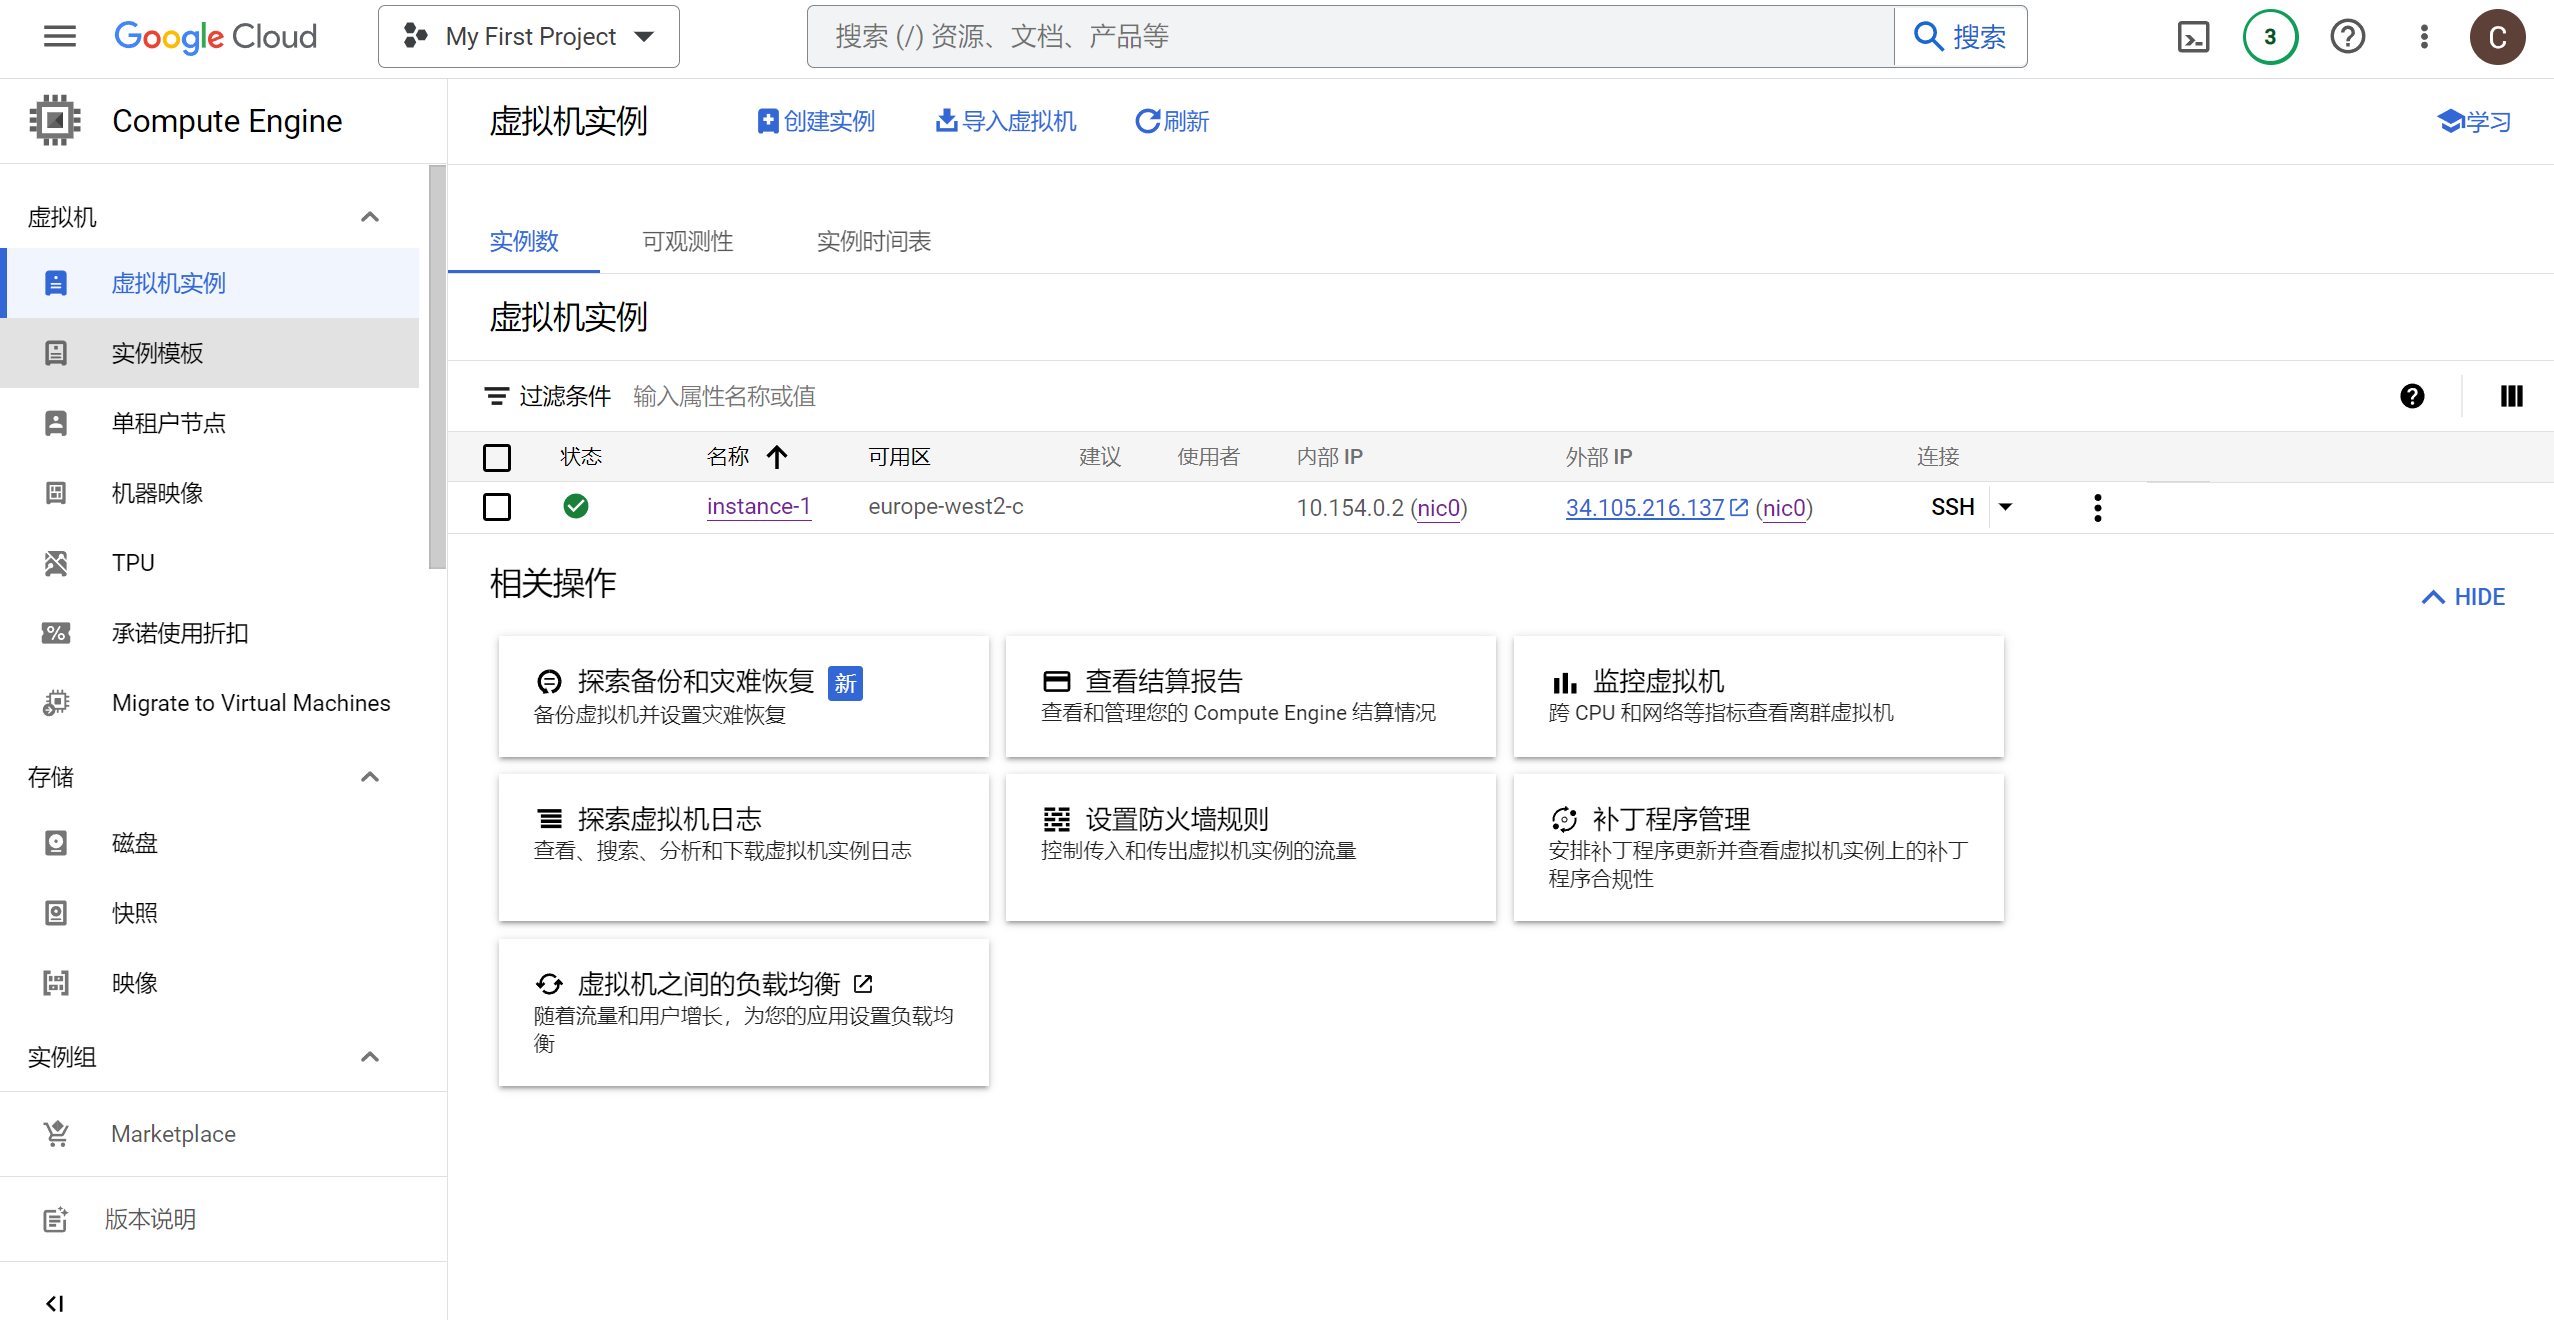 Google Cloud
My First Project
搜索 (/) 资源、文档、产品等
搜索
3
C
Compute Engine
虚拟机
虚拟机实例
实例模板
单租户节点
机器映像
TPU
承诺使用折扣
Migrate to Virtual Machines
存储
磁盘
快照
映像
实例组
Marketplace
版本说明
虚拟机实例
创建实例
导入虚拟机
刷新
学习
实例数
可观测性
实例时间表
虚拟机实例
过滤条件
输入属性名称或值
状态 名称 可用区 建议 使用者 内部 IP 外部 IP 连接
instance-1 europe-west2-c 10.154.0.2 (nic0) 34.105.216.137 (nic0) SSH
相关操作
HIDE
探索备份和灾难恢复 新
备份虚拟机并设置灾难恢复
查看结算报告
查看和管理您的 Compute Engine 结算情况
监控虚拟机
跨 CPU 和网络等指标查看离群虚拟机
探索虚拟机日志
查看、搜索、分析和下载虚拟机实例日志
设置防火墙规则
控制传入和传出虚拟机实例的流量
补丁程序管理
安排补丁程序更新并查看虚拟机实例上的补丁
程序合规性
虚拟机之间的负载均衡
随着流量和用户增长，为您的应用设置负载均
衡